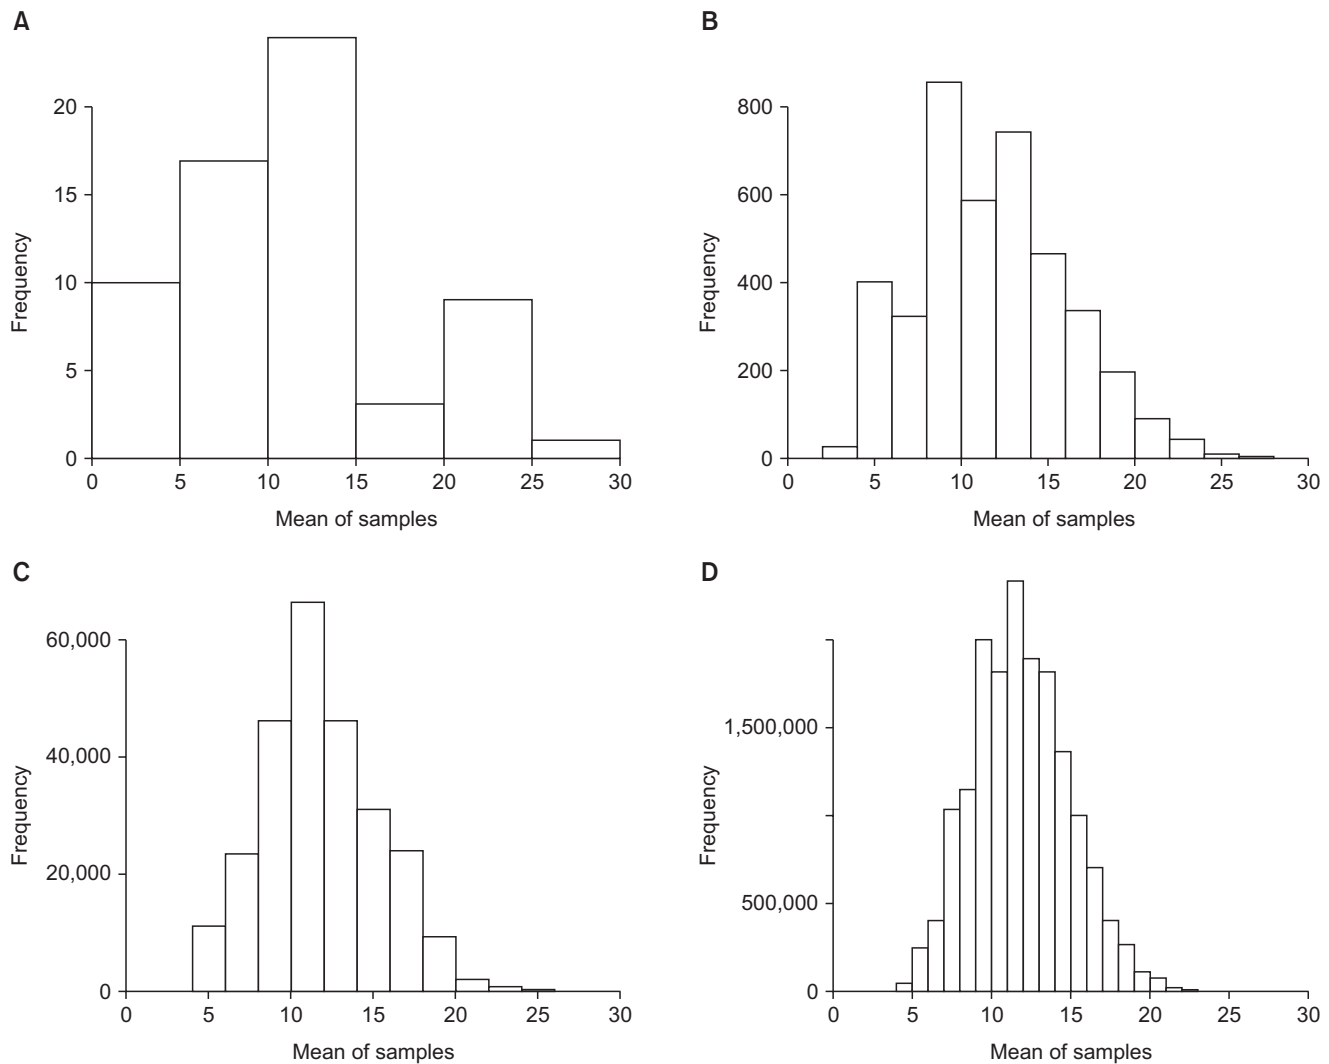 A
Frequency
20
15
10
5
0
0 5 10 15 20 25 30
Mean of samples
B
Frequency
800
600
400
200
0
0 5 10 15 20 25 30
Mean of samples
C
Frequency
60,000
40,000
20,000
0
0 5 10 15 20 25 30
Mean of samples
D
Frequency
1,500,000
500,000
0
0 5 10 15 20 25 30
Mean of samples